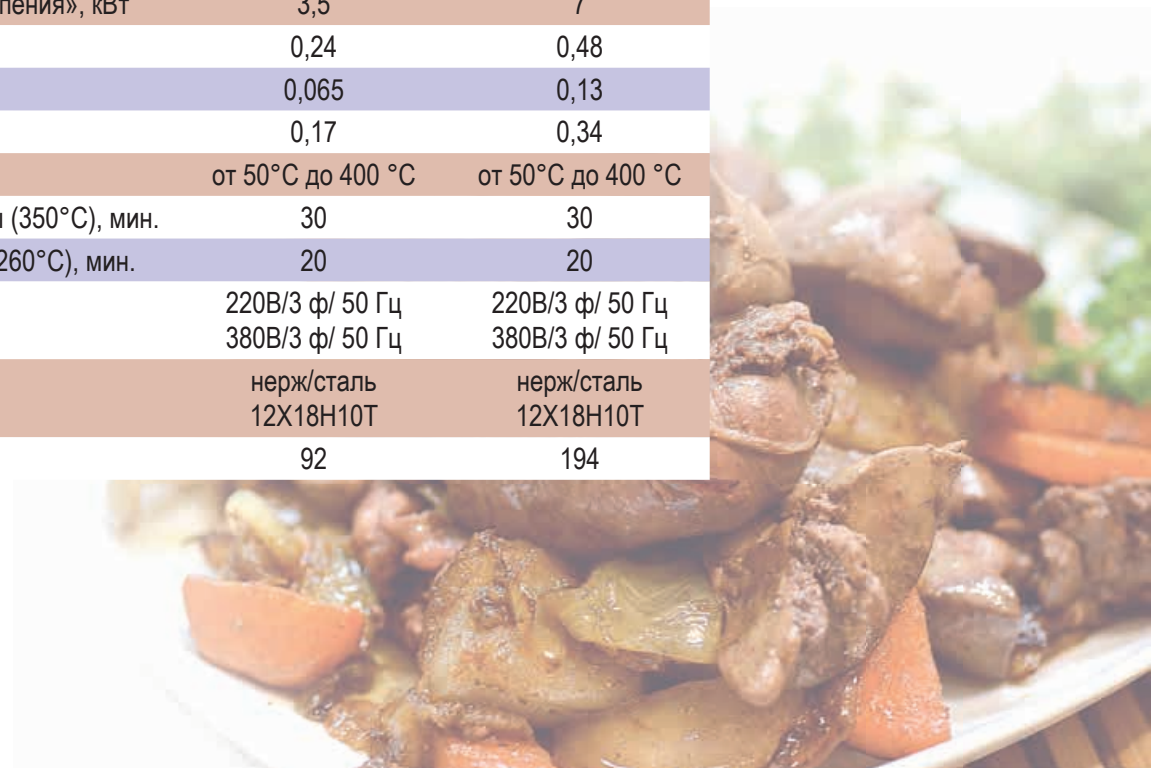 пения», кВт 3,5 7
0,24 0,48
0,065 0,13
0,17 0,34
от 50°C до 400 °C от 50°C до 400 °C
(350°C), мин. 30 30
260°C), мин. 20 20
220В/3 ф/ 50 Гц 220В/3 ф/ 50 Гц
380В/3 ф/ 50 Гц 380В/3 ф/ 50 Гц
нерж/сталь нерж/сталь
12Х18Н10Т 12Х18Н10Т
92 194